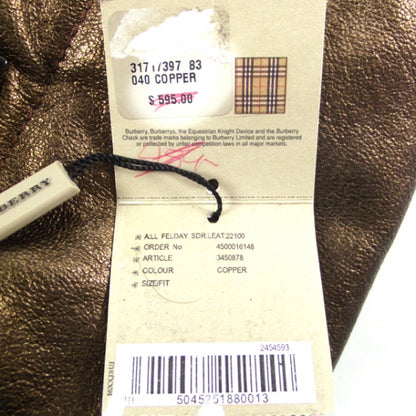 3171/397 83
040 COPPER
$ 595.00
Burberry, Burberrys, the Equestrian Knight Device and the Burberry
Check are trade marks belonging to Burberry Limited and are registered
or protected by unfair competition laws in all major markets.
BERRY
ALL FELDAY SDR:LEAT:22100
ORDER No 4500016148
ARTICLE 3450878
COLOUR COPPER
SIZE/FIT
2454593
5045251880013